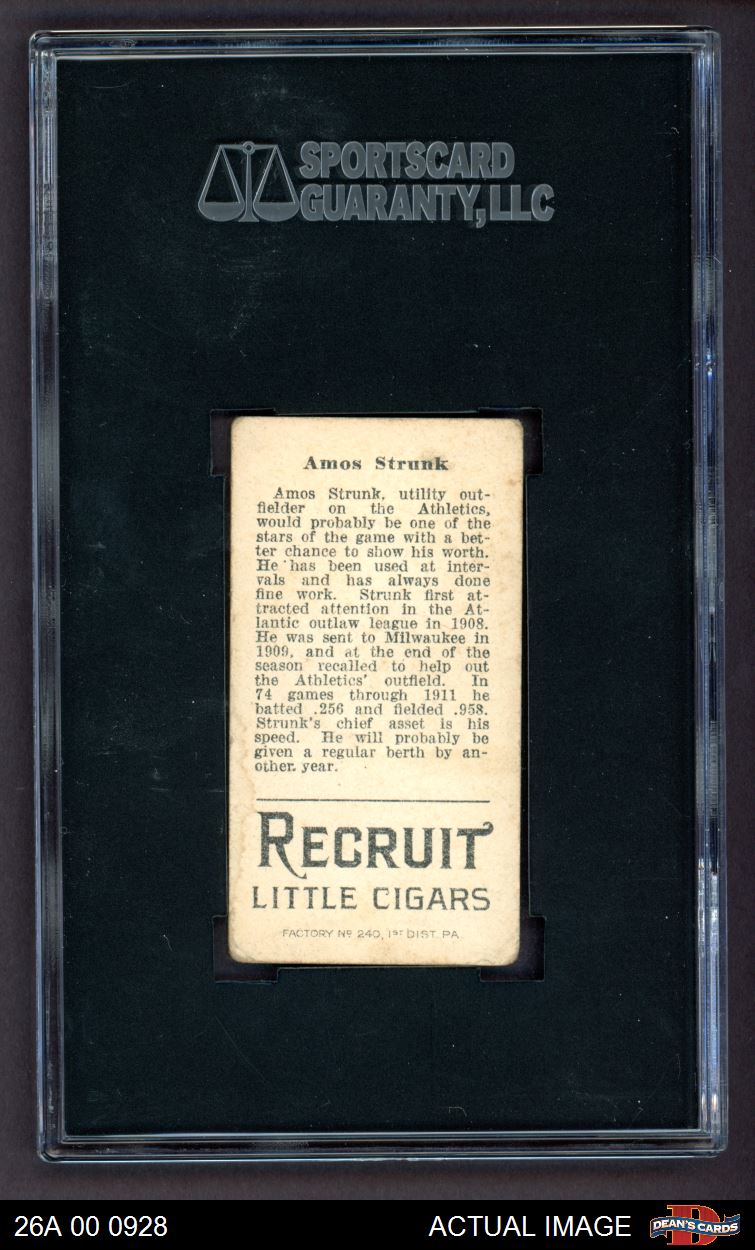 SPORTSCARD
GUARANTY, LLC
Amos Strunk
Amos Strunk, utility out-
fielder on the Athletics,
would probably be one of the
stars of the game with a bet-
ter chance to show his worth.
He has been used at inter-
vals and has always done
fine work. Strunk first at-
tracted attention in the At-
lantic outlaw league in 1908.
He was sent to Milwaukee in
1909, and at the end of the
season recalled to help out
the Athletics' outfield. In
74 games through 1911 he
batted .256 and fielded .958.
Strunk's chief asset is his
speed. He will probably be
given a regular berth by an-
other year.
RECRUIT
LITTLE CIGARS
FACTORY Nº 240, 1ST DIST. PA.
26A 00 0928
ACTUAL IMAGE
D
DEAN'S CARDS